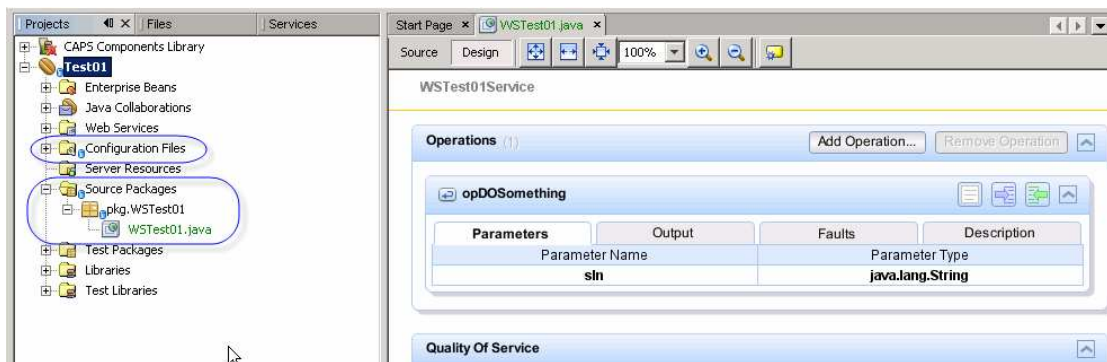 Projects Files Services
CAPS Components Library
Test01
Enterprise Beans
Java Collaborations
Web Services
Configuration Files
Server Resources
Source Packages
pkg.WSTest01
WSTest01.java
Test Packages
Libraries
Test Libraries
Start Page WSTest01.java
Source Design 100%
WSTest01Service
Operations (1) Add Operation... Remove Operation
opDOSomething
Parameters Output Faults Description
Parameter Name Parameter Type
sIn java.lang.String
Quality Of Service